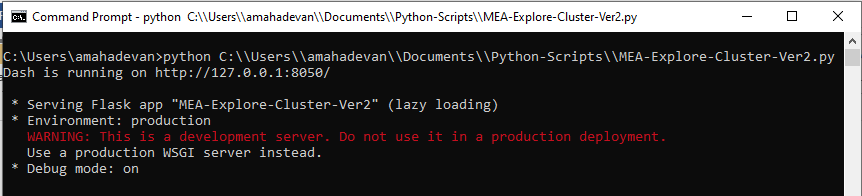 Command Prompt - python C:\\Users\\amahadevan\\Documents\\Python-Scripts\\MEA-Explore-Cluster-Ver2.py
C:\Users\amahadevan>python C:\\Users\\amahadevan\\Documents\\Python-Scripts\\MEA-Explore-Cluster-Ver2.py
Dash is running on http://127.0.0.1:8050/
* Serving Flask app "MEA-Explore-Cluster-Ver2" (lazy loading)
* Environment: production
WARNING: This is a development server. Do not use it in a production deployment.
Use a production WSGI server instead.
* Debug mode: on